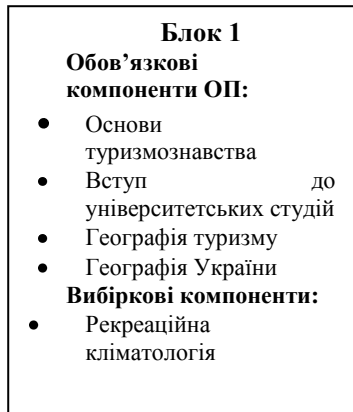 Блок 1
Обов’язкові
компоненти ОП:
● Основи
туризмознавства
● Вступ до
університетських студій
● Географія туризму
● Географія України
Вибіркові компоненти:
● Рекреаційна
кліматологія